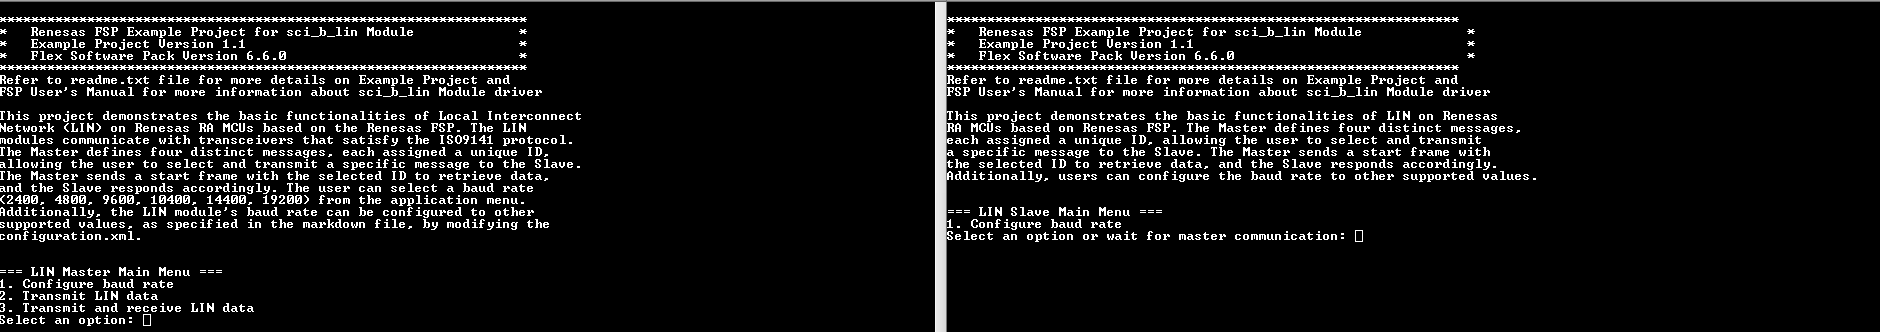 *******************************************************************
*   Renesas FSP Example Project for sci_b_lin Module              *
*   Example Project Version 1.1                                   *
*   Flex Software Pack Version 6.6.0                              *
*******************************************************************
Refer to readme.txt file for more details on Example Project and
FSP User's Manual for more information about sci_b_lin Module driver
This project demonstrates the basic functionalities of Local Interconnect
Network (LIN) on Renesas RA MCUs based on the Renesas FSP. The LIN
modules communicate with transceivers that satisfy the ISO9141 protocol.
The Master defines four distinct messages, each assigned a unique ID,
allowing the user to select and transmit a specific message to the Slave.
The Master sends a start frame with the selected ID to retrieve data,
and the Slave responds accordingly. The user can select a baud rate
(2400, 4800, 9600, 10400, 14400, 19200) from the application menu.
Additionally, the LIN module's baud rate can be configured to other
supported values, as specified in the markdown file, by modifying the
configuration.xml.
=== LIN Master Main Menu ===
1. Configure baud rate
2. Transmit LIN data
3. Transmit and receive LIN data
Select an option:
*****************************************************************
*   Renesas FSP Example Project for sci_b_lin Module              *
*   Example Project Version 1.1                                   *
*   Flex Software Pack Version 6.6.0                              *
*****************************************************************
Refer to readme.txt file for more details on Example Project and
FSP User's Manual for more information about sci_b_lin Module driver
This project demonstrates the basic functionalities of LIN on Renesas
RA MCUs based on Renesas FSP. The Master defines four distinct messages,
each assigned a unique ID, allowing the user to select and transmit
a specific message to the Slave. The Master sends a start frame with
the selected ID to retrieve data, and the Slave responds accordingly.
Additionally, users can configure the baud rate to other supported values.
=== LIN Slave Main Menu ===
1. Configure baud rate
Select an option or wait for master communication: